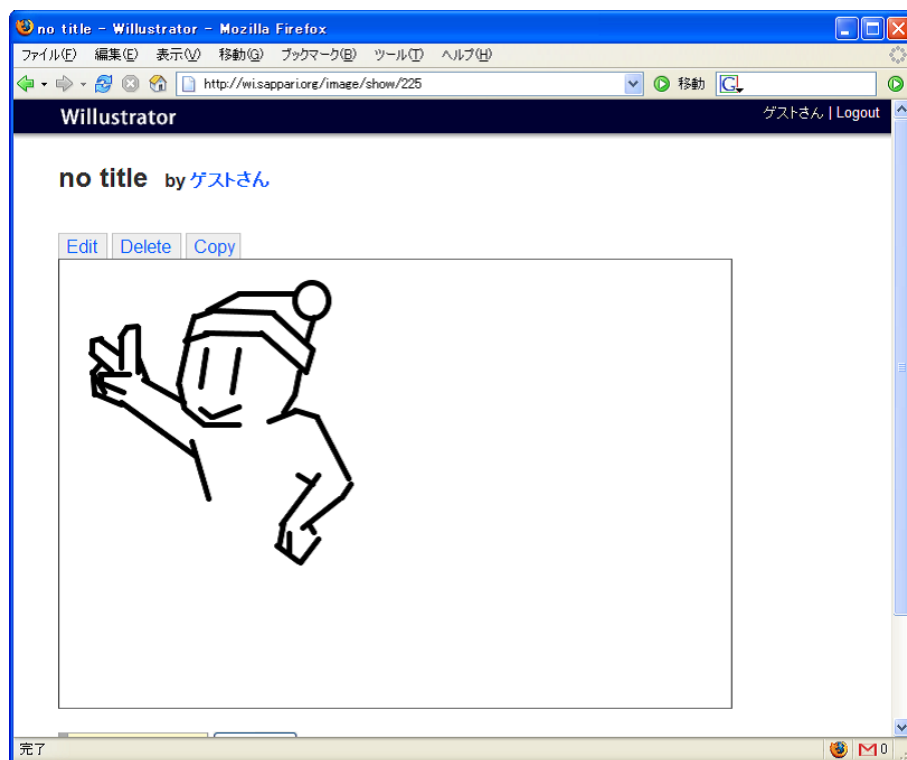 no title - Willustrator - Mozilla Firefox
ファイル(F) 編集(E) 表示(V) 移動(G) ブックマーク(B) ツール(T) ヘルプ(H)
http://wi.sappari.org/image/show/225 移動 G
Willustrator ゲストさん | Logout
no title by ゲストさん
Edit Delete Copy
完了 0